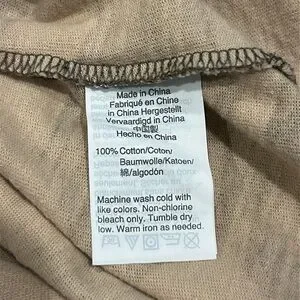 Made in China
Fabriqué en Chine
in China Hergestellt
Vervaardigd in China
中国製
Hecho en China
100% Cotton/Coton/
Baumwolle/Katoen/
綿/algodón
Machine wash cold with
like colors. Non-chlorine
bleach only. Tumble dry
low. Warm iron as needed.